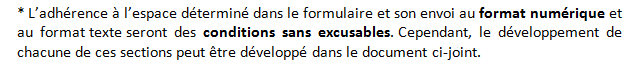 * L’adhérence à l’espace déterminé dans le formulaire et son envoi au format numérique et
au format texte seront des conditions sans excusables. Cependant, le développement de
chacune de ces sections peut être développé dans le document ci-joint.